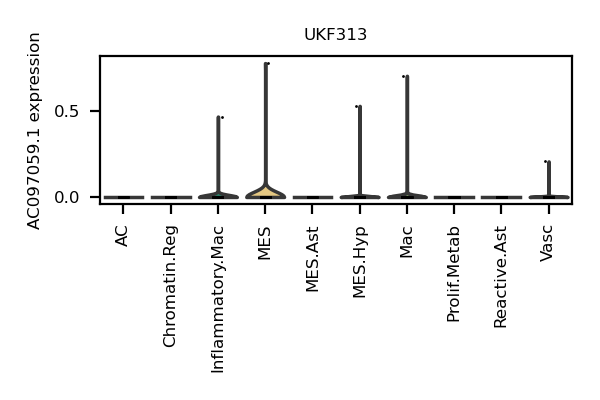 UKF313
AC097059.1 expression
0.5
0.0
AC
Chromatin.Reg
Inflammatory.Mac
MES
MES.Ast
MES.Hyp
Mac
Prolif.Metab
Reactive.Ast
Vasc